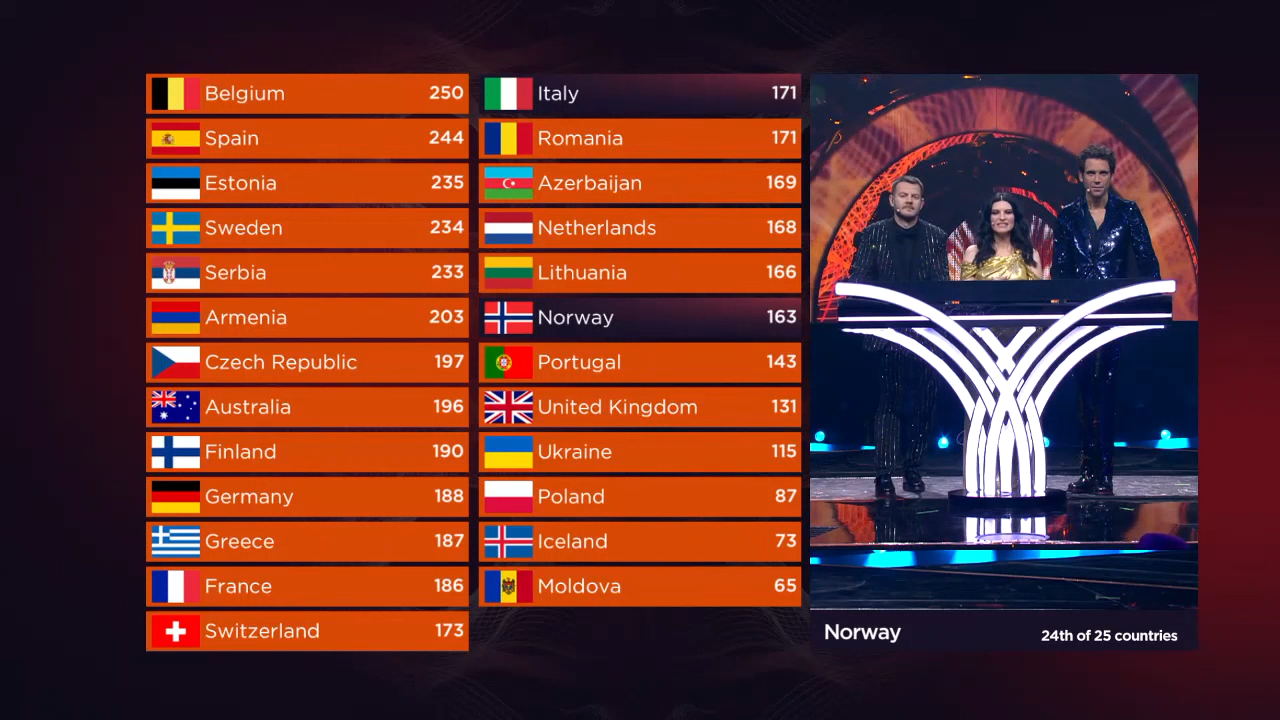 Belgium 250
Spain 244
Estonia 235
Sweden 234
Serbia 233
Armenia 203
Czech Republic 197
Australia 196
Finland 190
Germany 188
Greece 187
France 186
Switzerland 173
Italy 171
Romania 171
Azerbaijan 169
Netherlands 168
Lithuania 166
Norway 163
Portugal 143
United Kingdom 131
Ukraine 115
Poland 87
Iceland 73
Moldova 65
Norway 24th of 25 countries